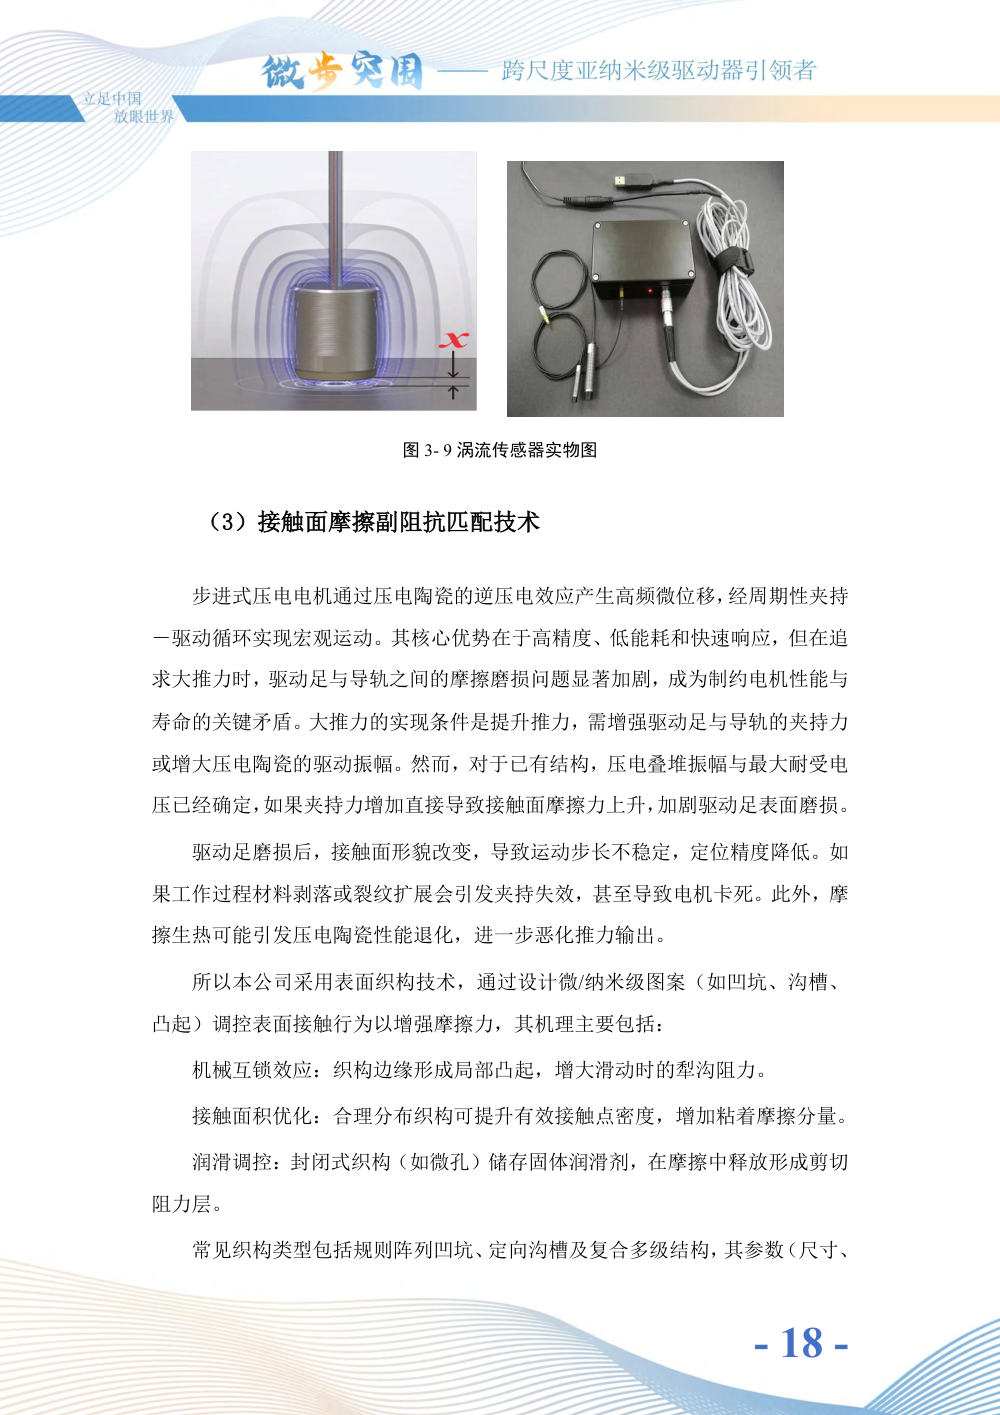 微步突围 —— 跨尺度亚纳米级驱动器引领者
立足中国
放眼世界
x
图 3- 9 涡流传感器实物图
（3）接触面摩擦副阻抗匹配技术
步进式压电电机通过压电陶瓷的逆压电效应产生高频微位移，经周期性夹持
－驱动循环实现宏观运动。其核心优势在于高精度、低能耗和快速响应，但在追
求大推力时，驱动足与导轨之间的摩擦磨损问题显著加剧，成为制约电机性能与
寿命的关键矛盾。大推力的实现条件是提升推力，需增强驱动足与导轨的夹持力
或增大压电陶瓷的驱动振幅。然而，对于已有结构，压电叠堆振幅与最大耐受电
压已经确定，如果夹持力增加直接导致接触面摩擦力上升，加剧驱动足表面磨损。
驱动足磨损后，接触面形貌改变，导致运动步长不稳定，定位精度降低。如
果工作过程材料剥落或裂纹扩展会引发夹持失效，甚至导致电机卡死。此外，摩
擦生热可能引发压电陶瓷性能退化，进一步恶化推力输出。
所以本公司采用表面织构技术，通过设计微/纳米级图案（如凹坑、沟槽、
凸起）调控表面接触行为以增强摩擦力，其机理主要包括：
机械互锁效应：织构边缘形成局部凸起，增大滑动时的犁沟阻力。
接触面积优化：合理分布织构可提升有效接触点密度，增加粘着摩擦分量。
润滑调控：封闭式织构（如微孔）储存固体润滑剂，在摩擦中释放形成剪切
阻力层。
常见织构类型包括规则阵列凹坑、定向沟槽及复合多级结构，其参数（尺寸、
- 18 -